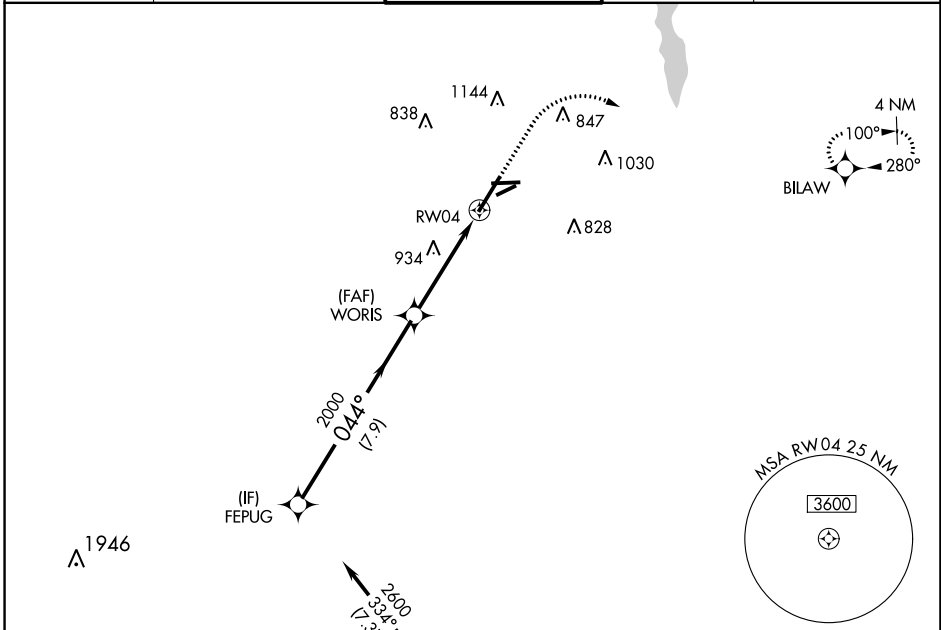 1144
838
847
4 NM
100°
1030
280°
BILAW
RW04
828
934
(FAF)
WORIS
2000
044°
(7.9)
MSA RW04 25 NM
(IF)
FEPUG
3600
1946
2600
334°